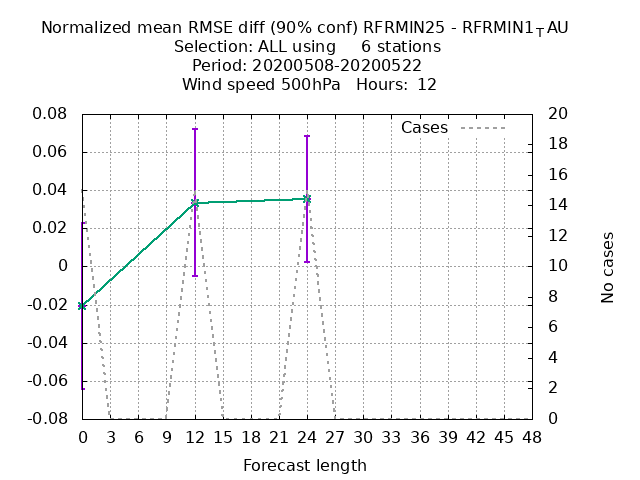 Normalized mean RMSE diff (90% conf) RFRMIN25 - RFRMIN1TAU
Selection: ALL using     6 stations
Period: 20200508-20200522
Wind speed 500hPa   Hours:  12
Cases
0.08
0.06
0.04
0.02
0
-0.02
-0.04
-0.06
-0.08
20
18
16
14
12
10
8
6
4
2
0
No cases
0 3 6 9 12 15 18 21 24 27 30 33 36 39 42 45 48
Forecast length